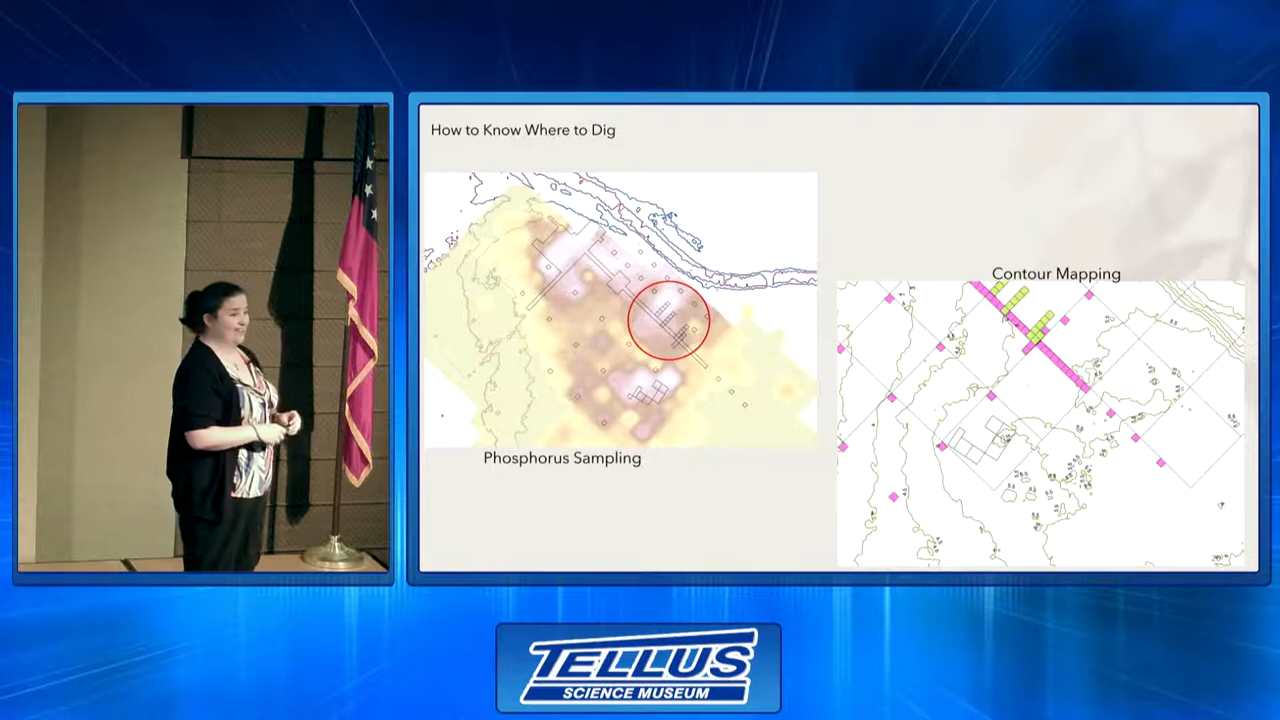 How to Know Where to Dig
Contour Mapping
Phosphorus Sampling
TELLUS
SCIENCE MUSEUM